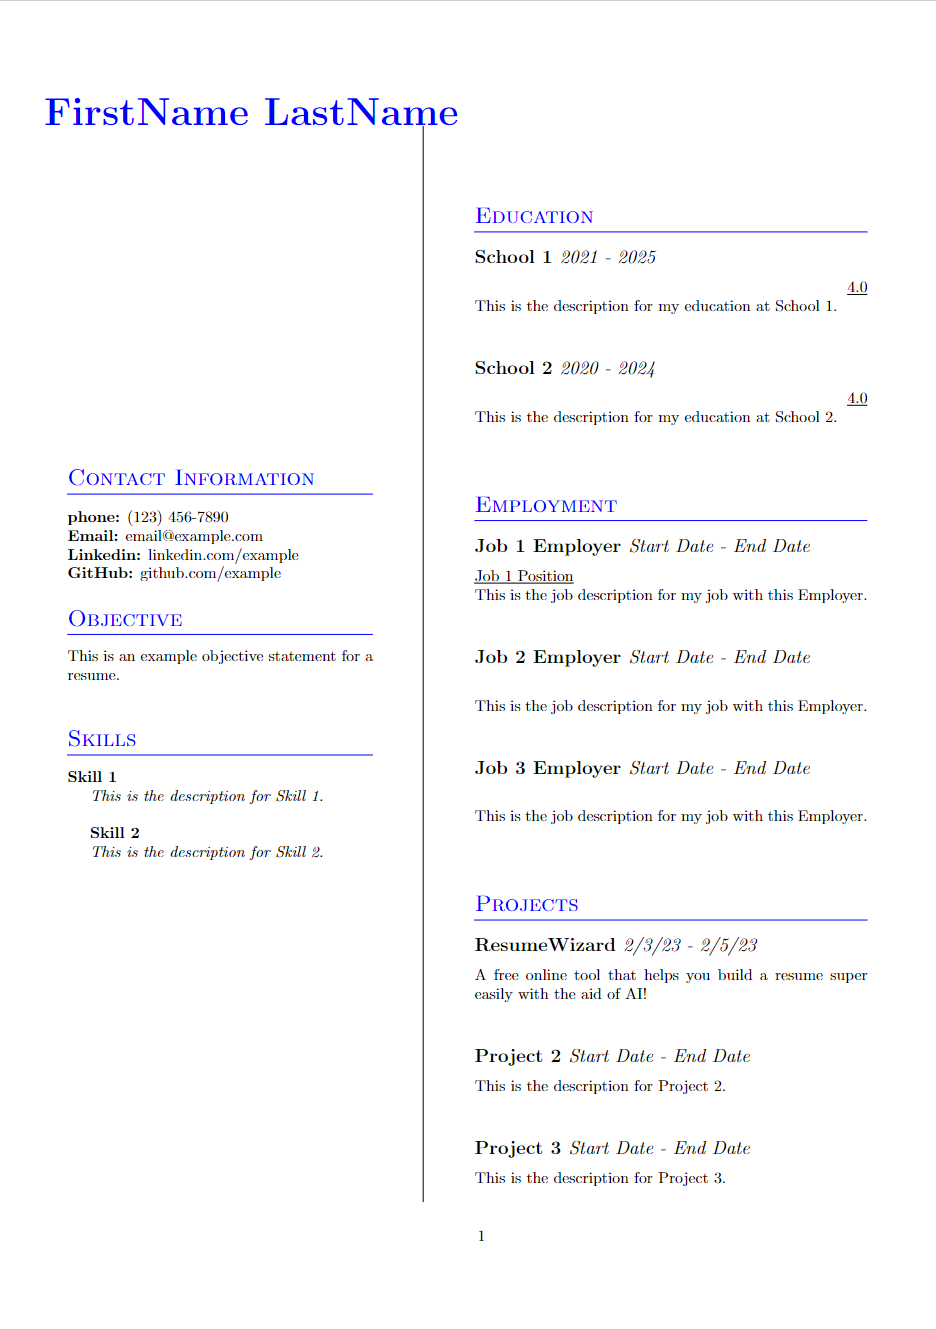 FirstName LastName
Contact Information
phone: (123) 456-7890
Email: email@example.com
Linkedin: linkedin.com/example
GitHub: github.com/example
Objective
This is an example objective statement for a
resume.
Skills
Skill 1
This is the description for Skill 1.
Skill 2
This is the description for Skill 2.
Education
School 1 2021 - 2025
4.0
This is the description for my education at School 1.
School 2 2020 - 2024
4.0
This is the description for my education at School 2.
Employment
Job 1 Employer Start Date - End Date
Job 1 Position
This is the job description for my job with this Employer.
Job 2 Employer Start Date - End Date
This is the job description for my job with this Employer.
Job 3 Employer Start Date - End Date
This is the job description for my job with this Employer.
Projects
ResumeWizard 2/3/23 - 2/5/23
A free online tool that helps you build a resume super
easily with the aid of AI!
Project 2 Start Date - End Date
This is the description for Project 2.
Project 3 Start Date - End Date
This is the description for Project 3.
1